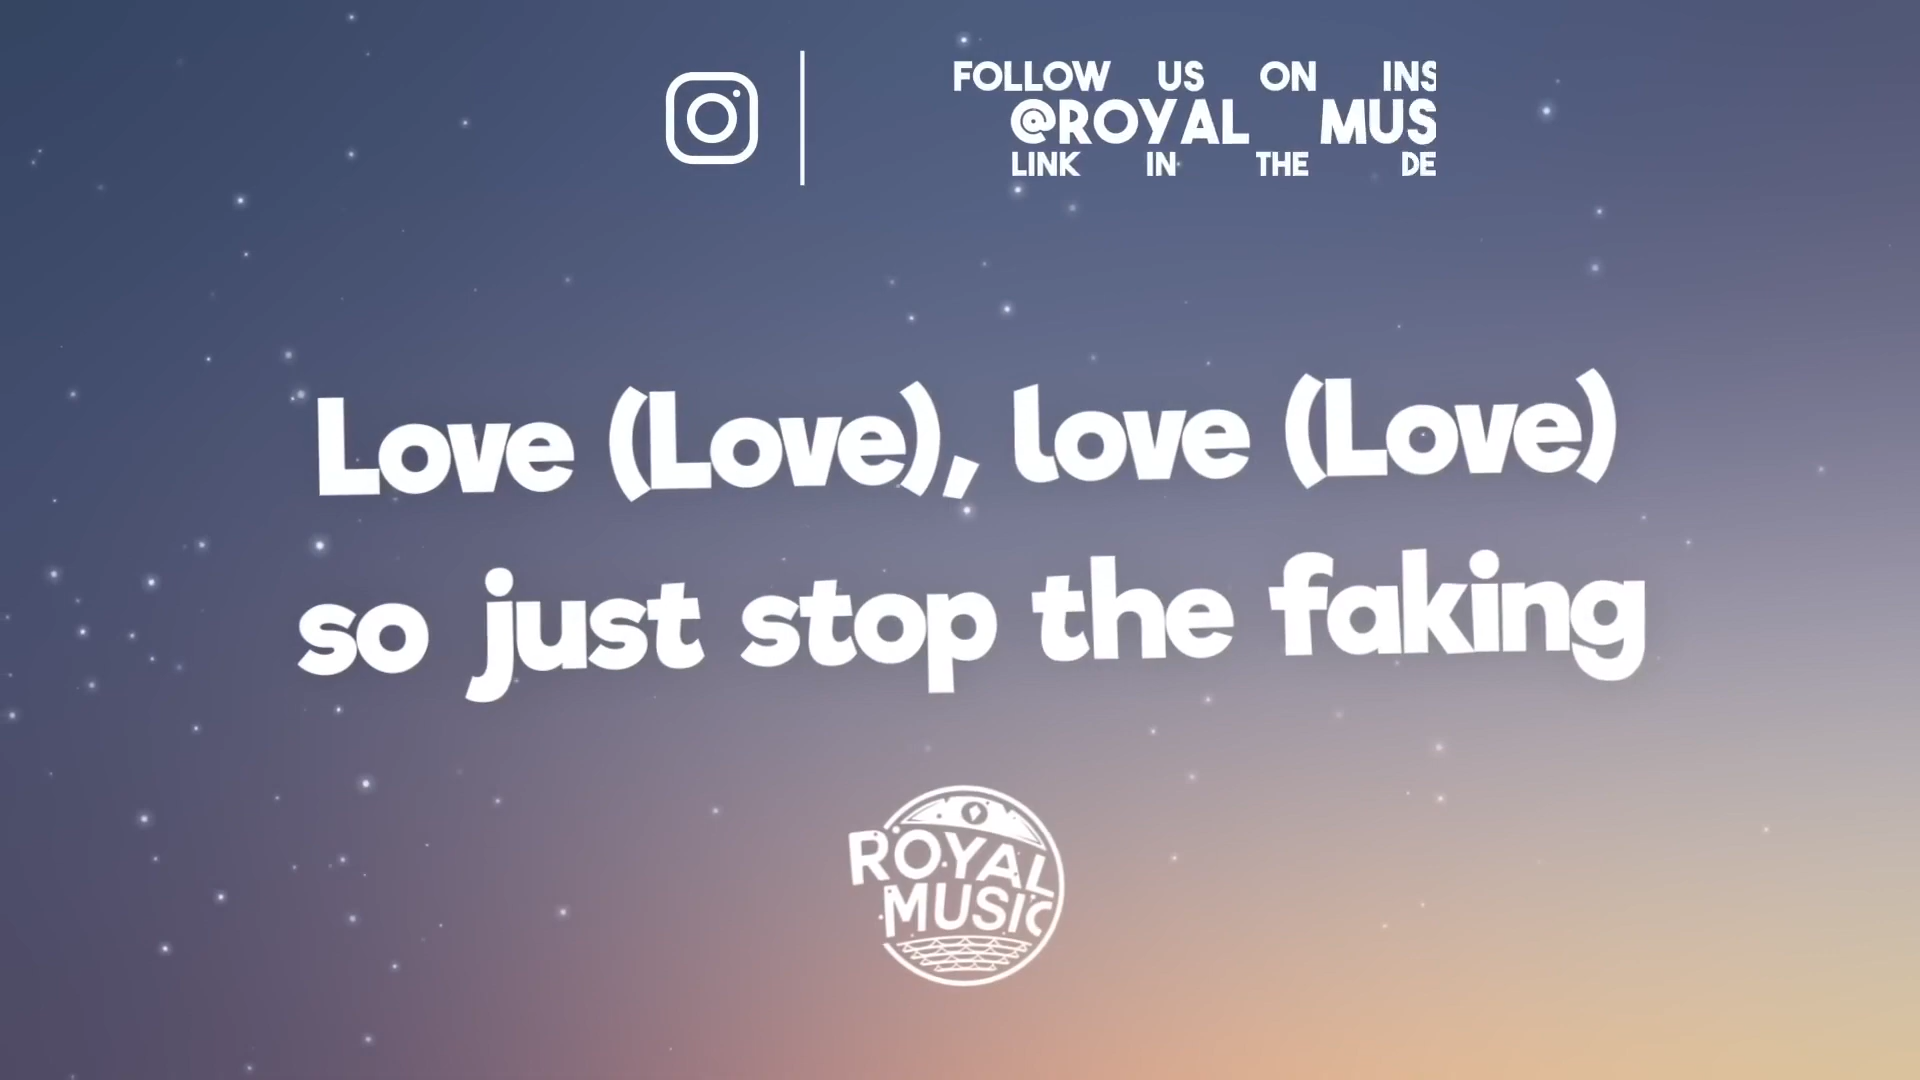 FOLLOW US ON INS
@ROYAL MUS
LINK IN THE DE
Love (Love), love (Love)
so just stop the faking
ROYAL
MUSIC